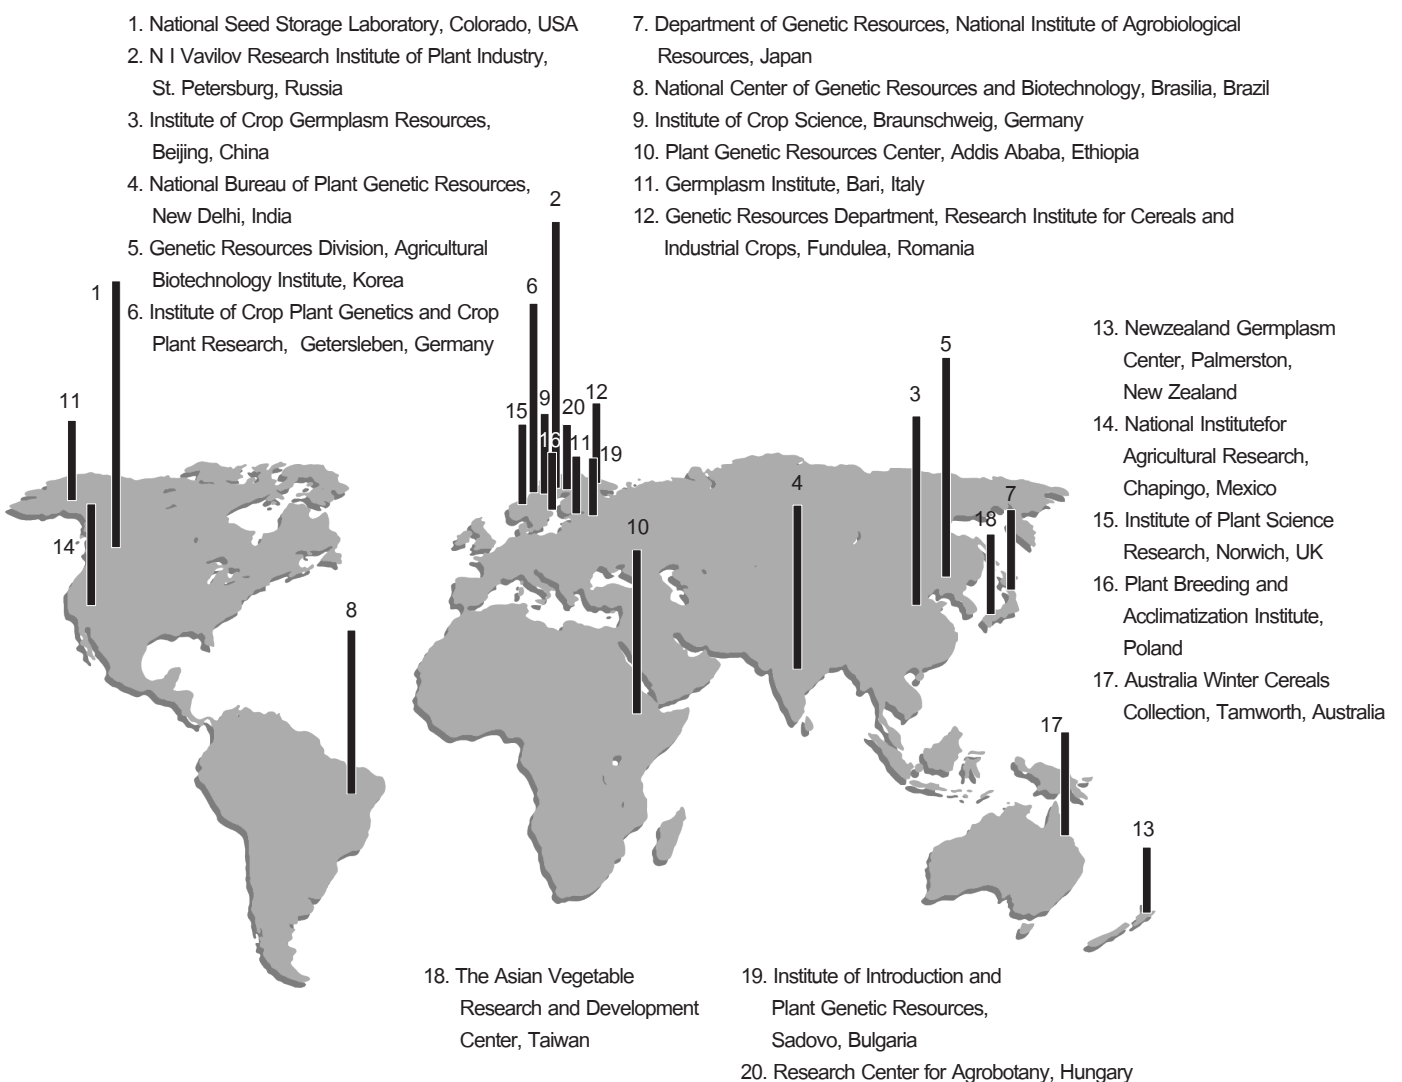 1. National Seed Storage Laboratory, Colorado, USA
2. N I Vavilov Research Institute of Plant Industry,
St. Petersburg, Russia
3. Institute of Crop Germplasm Resources,
Beijing, China
4. National Bureau of Plant Genetic Resources,
New Delhi, India
5. Genetic Resources Division, Agricultural
Biotechnology Institute, Korea
6. Institute of Crop Plant Genetics and Crop
Plant Research, Getersleben, Germany
7. Department of Genetic Resources, National Institute of Agrobiological
Resources, Japan
8. National Center of Genetic Resources and Biotechnology, Brasilia, Brazil
9. Institute of Crop Science, Braunschweig, Germany
10. Plant Genetic Resources Center, Addis Ababa, Ethiopia
11. Germplasm Institute, Bari, Italy
12. Genetic Resources Department, Research Institute for Cereals and
Industrial Crops, Fundulea, Romania
13. Newzealand Germplasm
Center, Palmerston,
New Zealand
14. National Institutefor
Agricultural Research,
Chapingo, Mexico
15. Institute of Plant Science
Research, Norwich, UK
16. Plant Breeding and
Acclimatization Institute,
Poland
17. Australia Winter Cereals
Collection, Tamworth, Australia
2
1
6
5
11
15
9
20
12
3
16
11
19
4
7
14
10
18
8
17
13
18. The Asian Vegetable
Research and Development
Center, Taiwan
19. Institute of Introduction and
Plant Genetic Resources,
Sadovo, Bulgaria
20. Research Center for Agrobotany, Hungary